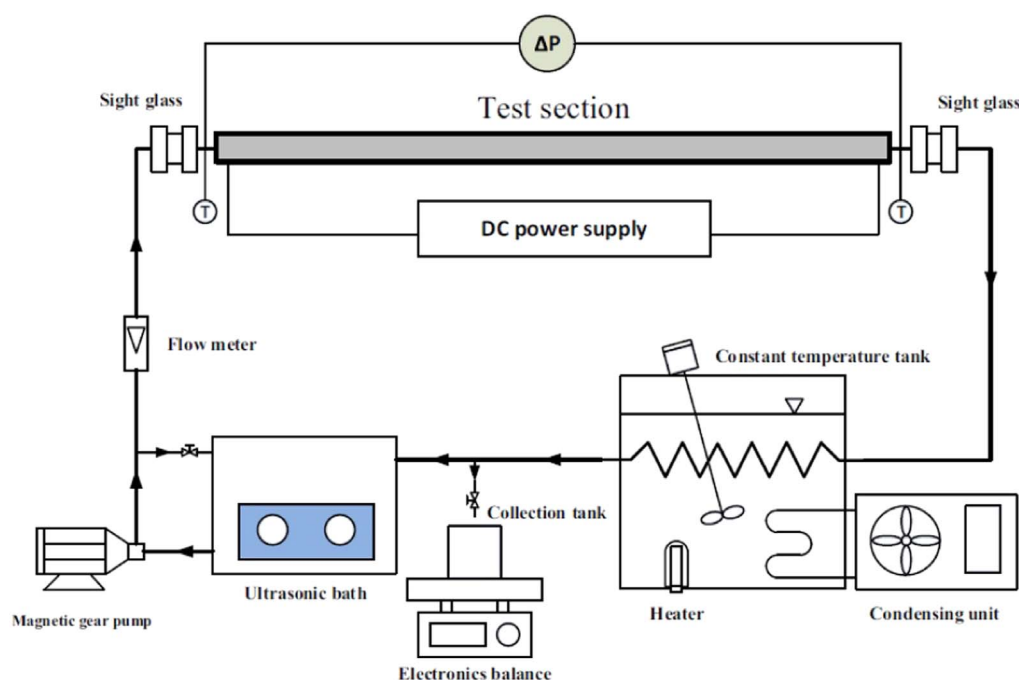 ΔP
Sight glass
Sight glass
Test section
T
T
DC power supply
Flow meter
Constant temperature tank
Collection tank
Ultrasonic bath
Magnetic gear pump
Heater
Condensing unit
Electronics balance